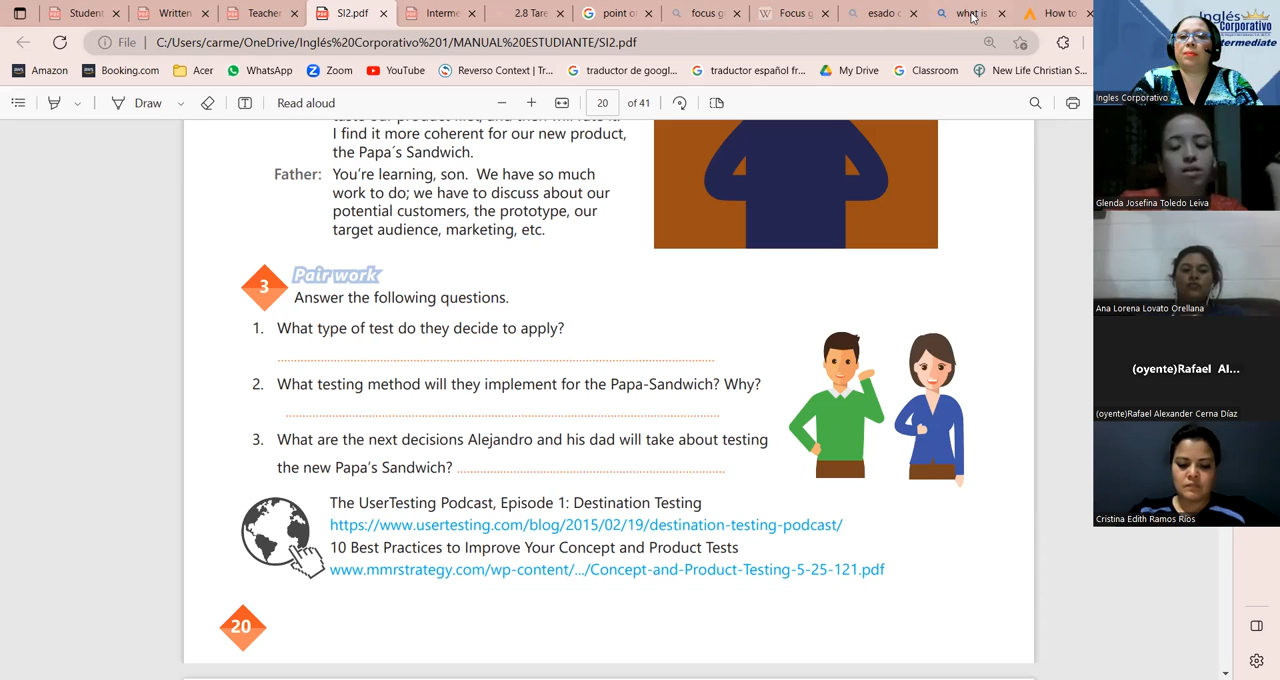 Student
Written
Teacher
SI2.pdf
Interme
2.8 Tare
point o
focus g
Focus g
esado c
what is
How to
File
C:/Users/carme/OneDrive/Inglés%20Corporativo%201/MANUAL%20ESTUDIANTE/SI2.pdf
Amazon
Booking.com
Acer
WhatsApp
Zoom
YouTube
Reverso Context | Tr...
traductor de googl...
traductor español fr...
My Drive
Classroom
New Life Christian S...
Draw
Read aloud
20
of 41
I find it more coherent for our new product,
the Papa´s Sandwich.
Father: You're learning, son. We have so much
work to do; we have to discuss about our
potential customers, the prototype, our
target audience, marketing, etc.
3
Pair work
Answer the following questions.
1. What type of test do they decide to apply?
2. What testing method will they implement for the Papa-Sandwich? Why?
3. What are the next decisions Alejandro and his dad will take about testing
the new Papa's Sandwich?
The UserTesting Podcast, Episode 1: Destination Testing
https://www.usertesting.com/blog/2015/02/19/destination-testing-podcast/
10 Best Practices to Improve Your Concept and Product Tests
www.mmrstrategy.com/wp-content/.../Concept-and-Product-Testing-5-25-121.pdf
20
Inglés
Corporativo
Intermediate
Ingles Corporativo
Glenda Josefina Toledo Leiva
Ana Lorena Lovato Orellana
(oyente)Rafael Al...
(oyente)Rafael Alexander Cerna Díaz
Cristina Edith Ramos Ríos